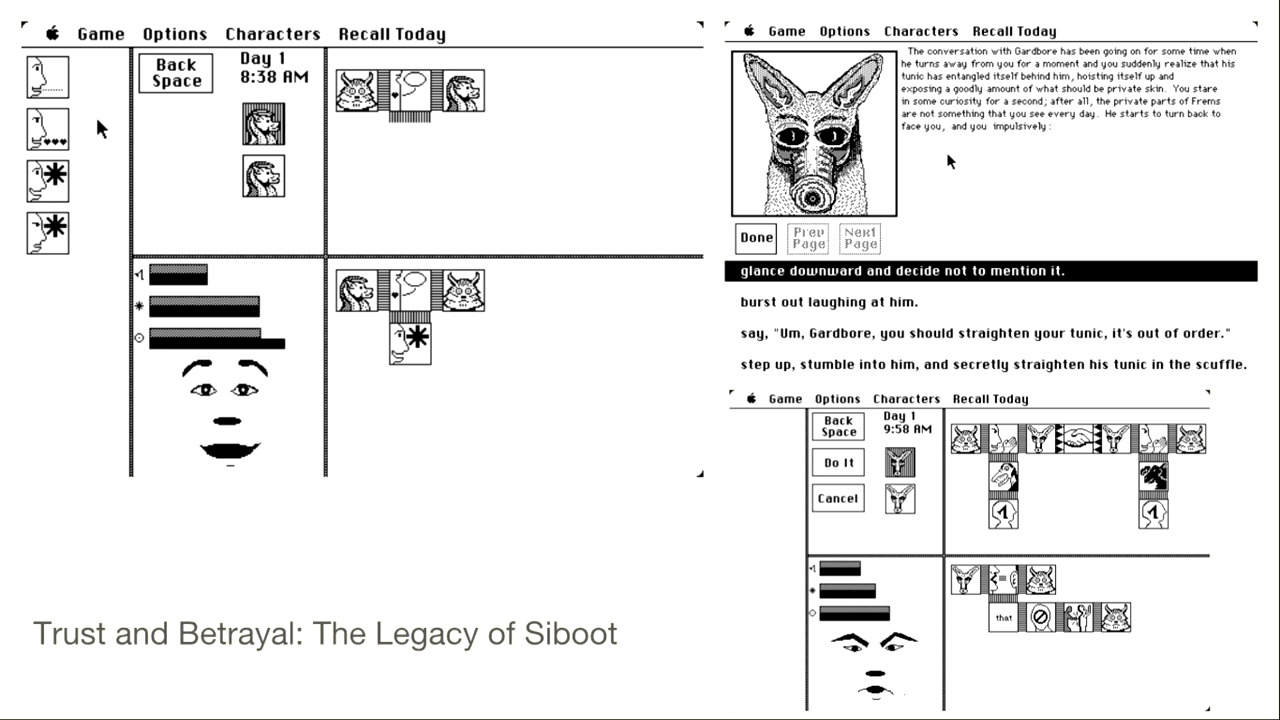 Game Options Characters Recall Today
Back
Space
Day 1
8:38 AM
Trust and Betrayal: The Legacy of Siboot
Game Options Characters Recall Today
The conversation with Gardbore has been going on for some time when
he turns away from you for a moment and you suddenly realize that his
tunic has entangled itself behind him, hoisting itself up and
exposing a goodly amount of what should be private skin. You stare
in some curiosity for a second; after all, the private parts of Frems
are not something that you see every day. He starts to turn back to
face you, and you impulsively:
Done
Prev
Page
Next
Page
glance downward and decide not to mention it.
burst out laughing at him.
say, "Um, Gardbore, you should straighten your tunic, it's out of order."
step up, stumble into him, and secretly straighten his tunic in the scuffle.
Game Options Characters Recall Today
Back
Space
Day 1
9:58 AM
Do It
Cancel
that